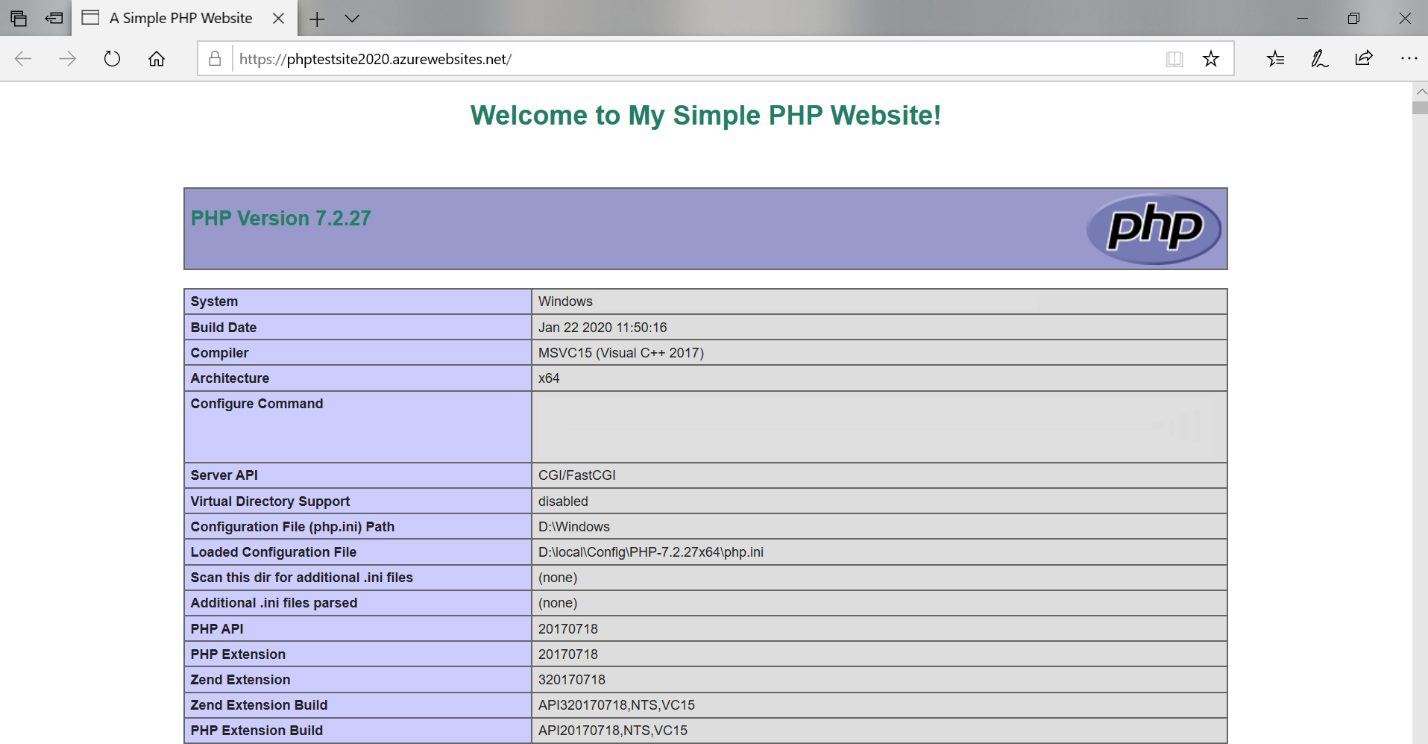 A Simple PHP Website
https://phptestsite2020.azurewebsites.net/
Welcome to My Simple PHP Website!
PHP Version 7.2.27
php
System Windows
Build Date Jan 22 2020 11:50:16
Compiler MSVC15 (Visual C++ 2017)
Architecture x64
Configure Command
Server API CGI/FastCGI
Virtual Directory Support disabled
Configuration File (php.ini) Path D:\Windows
Loaded Configuration File D:\local\Config\PHP-7.2.27x64\php.ini
Scan this dir for additional .ini files (none)
Additional .ini files parsed (none)
PHP API 20170718
PHP Extension 20170718
Zend Extension 320170718
Zend Extension Build API320170718,NTS,VC15
PHP Extension Build API20170718,NTS,VC15